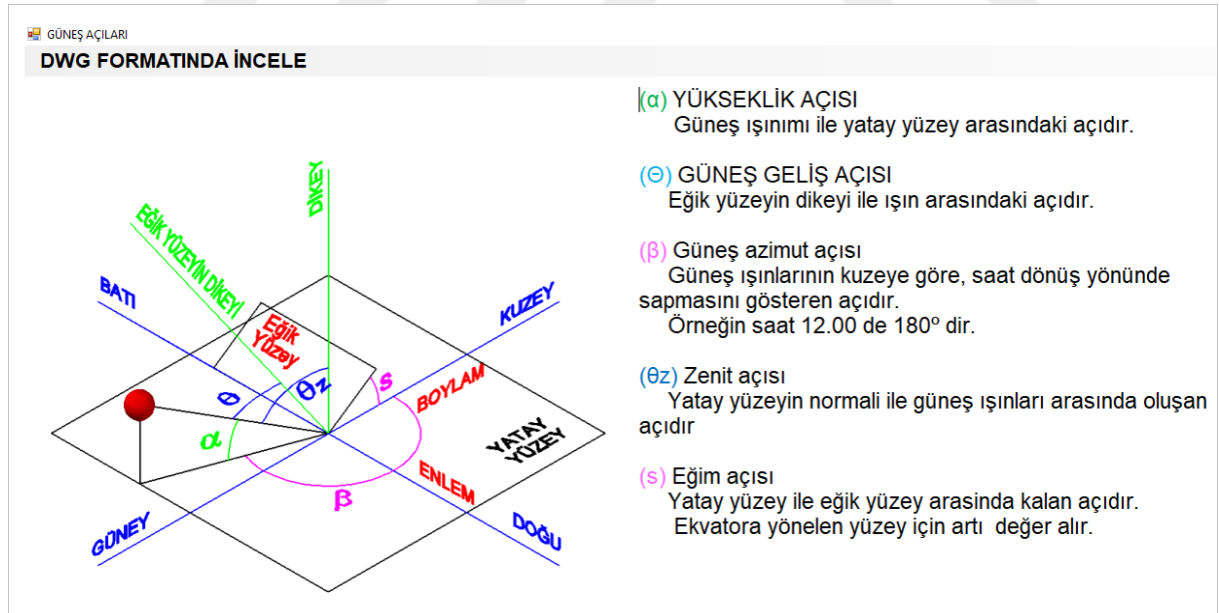 GÜNEŞ AÇILARI
DWG FORMATINDA İNCELE
(α) YÜKSEKLİK AÇISI
Güneş ışınımı ile yatay yüzey arasındaki açıdır.
(Θ) GÜNEŞ GELİŞ AÇISI
Eğik yüzeyin dikeyi ile ışın arasındaki açıdır.
(β) Güneş azimut açısı
Güneş ışınlarının kuzeye göre, saat dönüş yönünde
sapmasını gösteren açıdır.
Örneğin saat 12.00 de 180º dir.
(θz) Zenit açısı
Yatay yüzeyin normali ile güneş ışınları arasında oluşan
açıdır
(s) Eğim açısı
Yatay yüzey ile eğik yüzey arasinda kalan açıdır.
Ekvatora yönelen yüzey için artı değer alır.
DİKEY
EĞİK YÜZEYİN DİKEYİ
BATI
KUZEY
Eğik
Yüzey
θ
θz
s
BOYLAM
α
YATAY
YÜZEY
ENLEM
β
GÜNEY
DOĞU